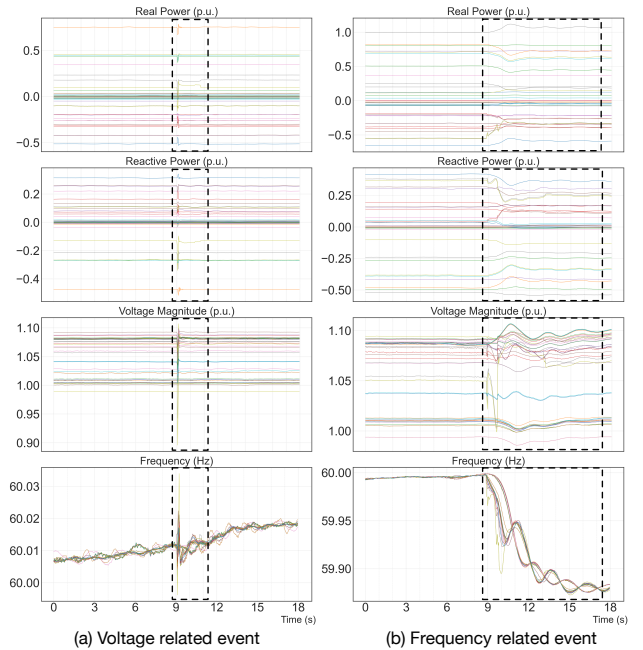 Real Power (p.u.)
0.5
0.0
−0.5
Reactive Power (p.u.)
0.2
0.0
−0.2
−0.4
Voltage Magnitude (p.u.)
1.10
1.05
1.00
0.95
0.90
Frequency (Hz)
60.03
60.02
60.01
60.00
0 3 6 9 12 15 18
Time (s)
(a) Voltage related event
Real Power (p.u.)
1.0
0.5
0.0
−0.5
Reactive Power (p.u.)
0.25
0.00
−0.25
−0.50
Voltage Magnitude (p.u.)
1.10
1.05
1.00
Frequency (Hz)
60.00
59.95
59.90
0 3 6 9 12 15 18
Time (s)
(b) Frequency related event